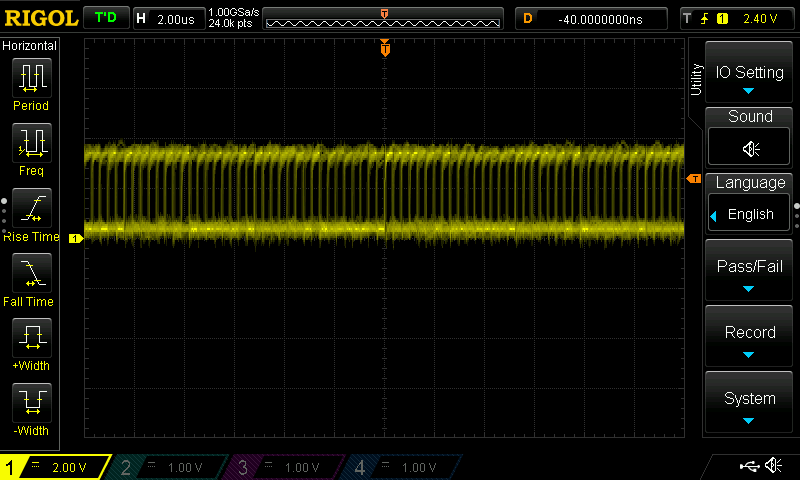 RIGOL T'D H 2.00us 1.00GSa/s D -40.0000000ns T 1 2.40 V
24.0k pts
T
Horizontal
T
Period
Freq
Rise Time
Fall Time
+Width
-Width
1
T
Utility
IO Setting
Sound
Language
English
Pass/Fail
Record
System
1 = 2.00 V 2 = 1.00 V 3 = 1.00 V 4 = 1.00 V